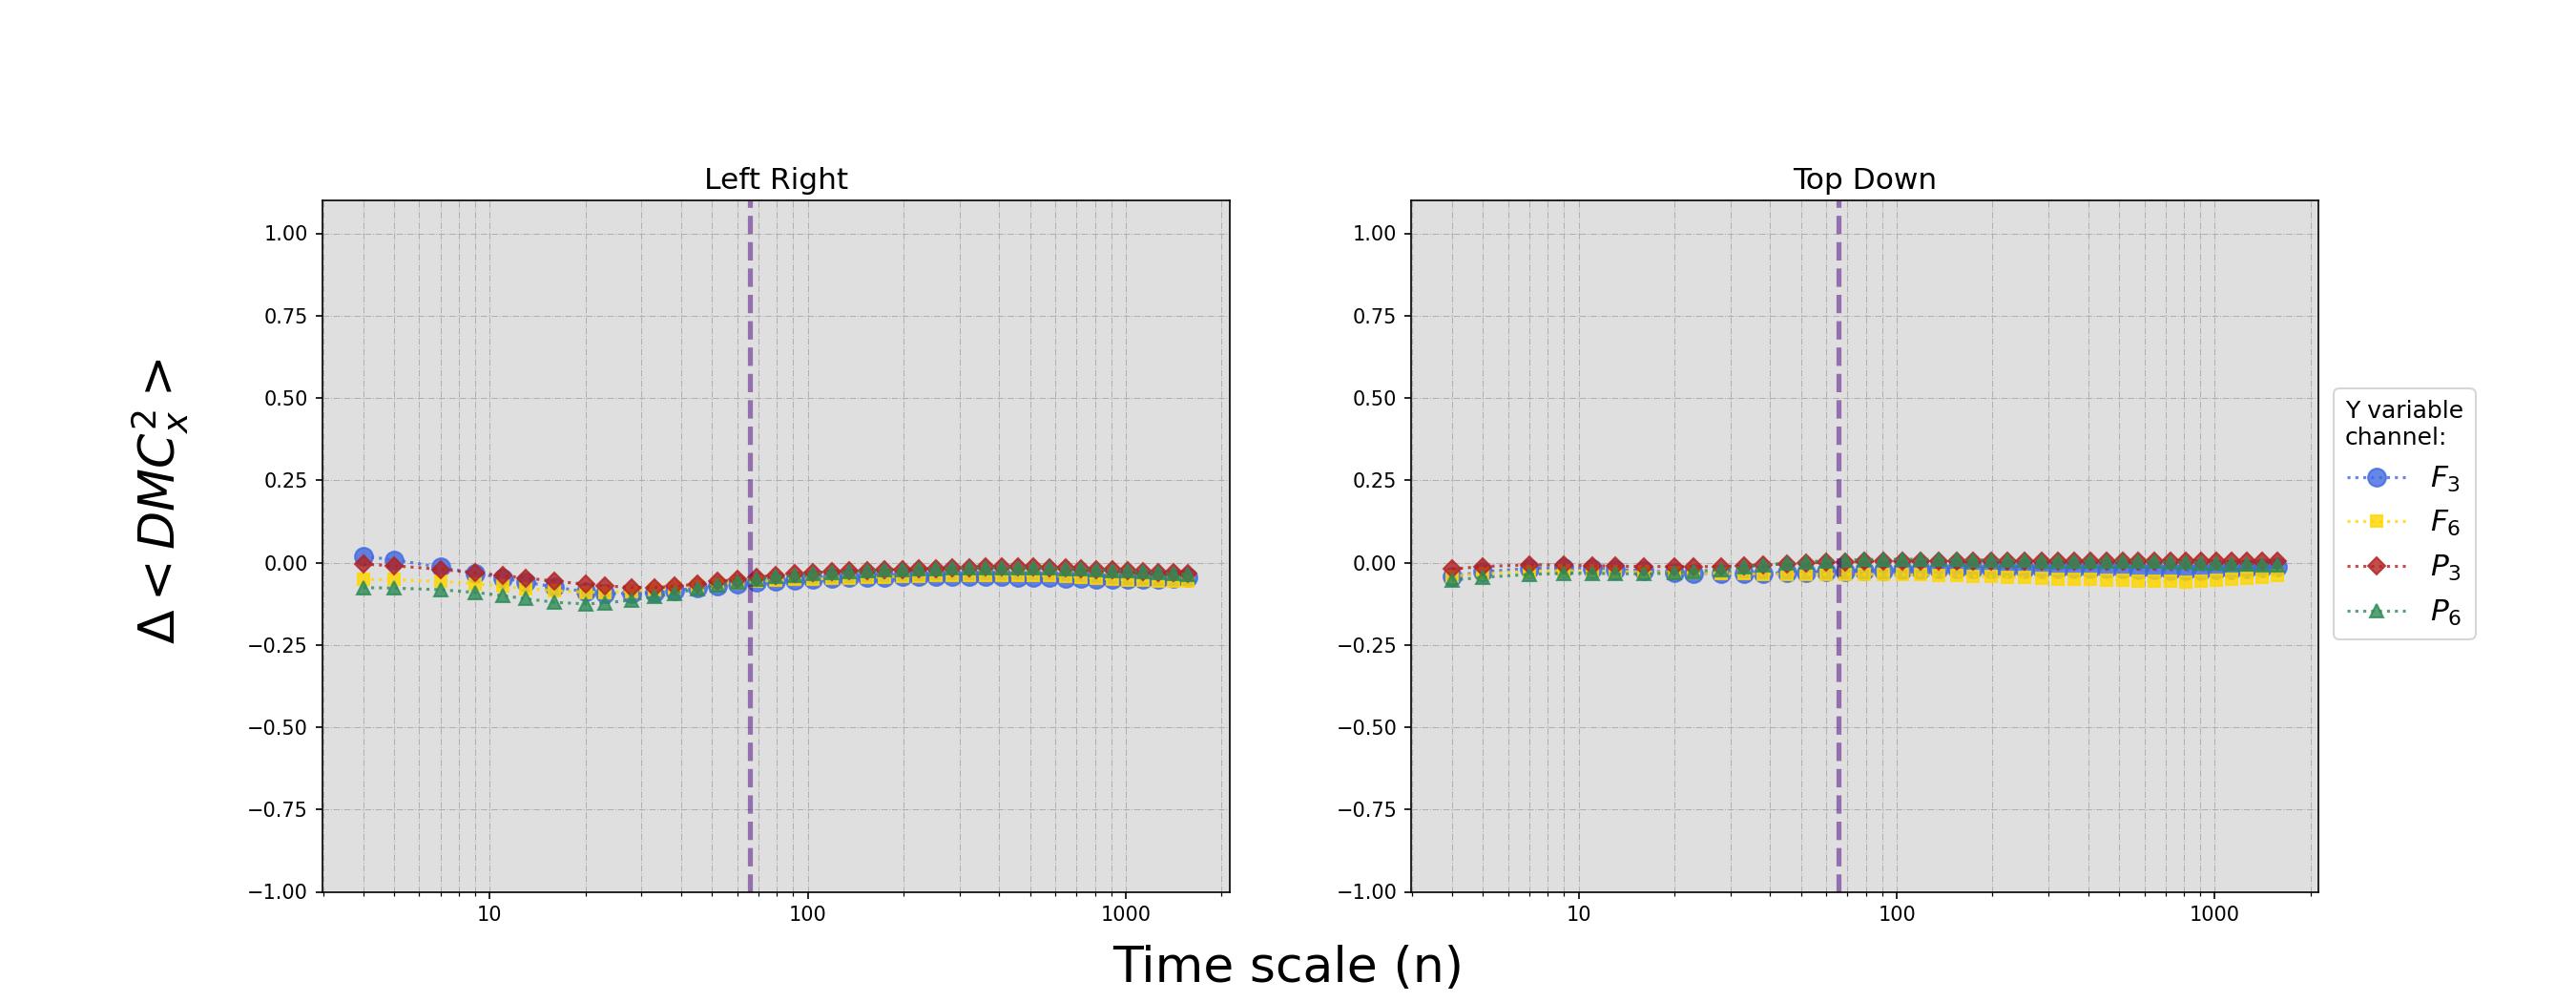 Left Right
Top Down
Δ < DMC²ₓ >
1.00
0.75
0.50
0.25
0.00
−0.25
−0.50
−0.75
−1.00
10 100 1000
1.00
0.75
0.50
0.25
0.00
−0.25
−0.50
−0.75
−1.00
10 100 1000
Time scale (n)
Y variable
channel:
F₃
F₆
P₃
P₆